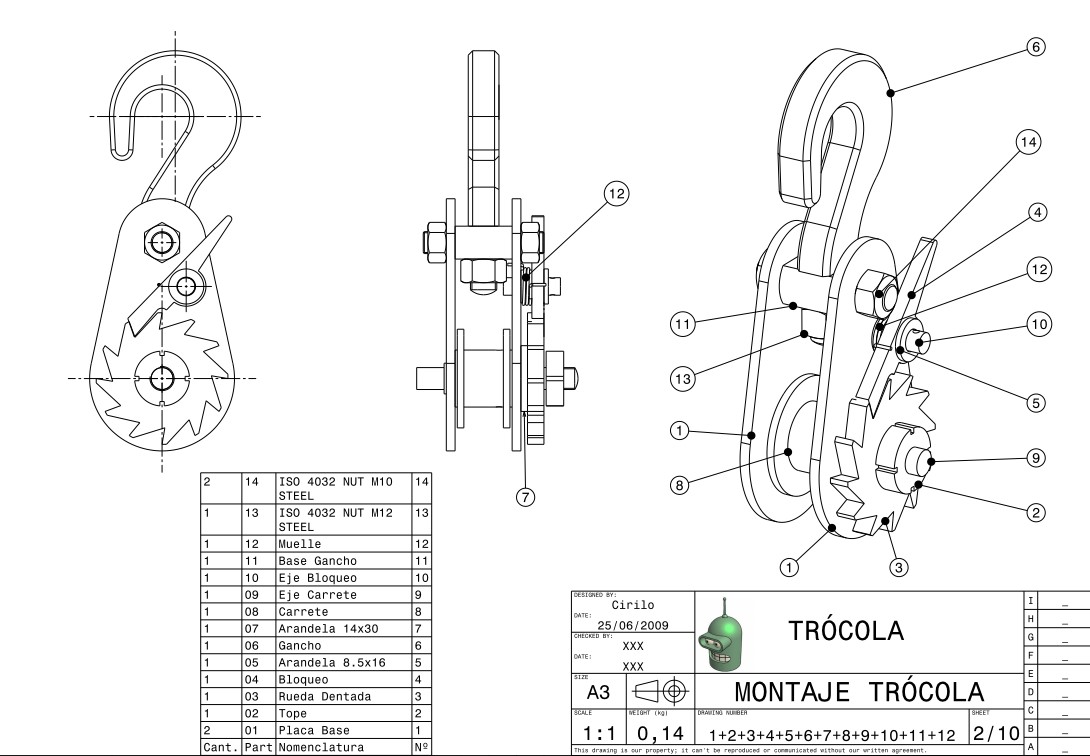 6
14
12
4
12
11
10
13
5
1
9
8
7
2
1
3
2 14 ISO 4032 NUT M10 STEEL 14
1 13 ISO 4032 NUT M12 STEEL 13
1 12 Muelle 12
1 11 Base Gancho 11
1 10 Eje Bloqueo 10
1 09 Eje Carrete 9
1 08 Carrete 8
1 07 Arandela 14x30 7
1 06 Gancho 6
1 05 Arandela 8.5x16 5
1 04 Bloqueo 4
1 03 Rueda Dentada 3
1 02 Tope 2
2 01 Placa Base 1
Cant. Part Nomenclatura Nº
DESIGNED BY:
Cirilo
DATE:
25/06/2009
CHECKED BY:
XXX
DATE:
XXX
TRÓCOLA
SIZE
A3
MONTAJE TRÓCOLA
SCALE
1:1
WEIGHT (kg)
0,14
DRAWING NUMBER
1+2+3+4+5+6+7+8+9+10+11+12
SHEET
2/10
This drawing is our property; it can't be reproduced or communicated without our written agreement.
I _
H _
G _
F _
E _
D _
C _
B _
A _